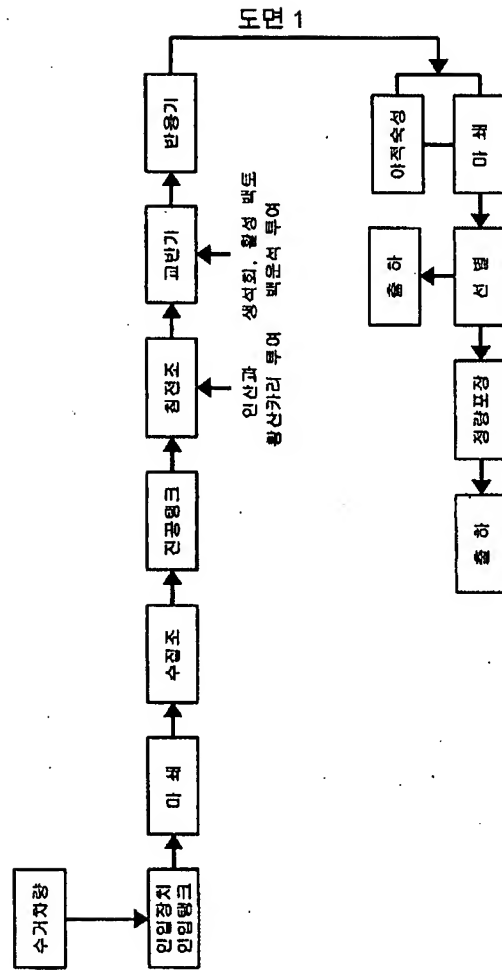 도면 1
수거차량
인입장치
인입탱크
마 쇄
수집조
진공탱크
침전조
인산과
황산카리 투여
교반기
생석회, 활성 백토
백운석 투여
반응기
야적숙성
마 쇄
선 별
출 하
정량포장
출 하